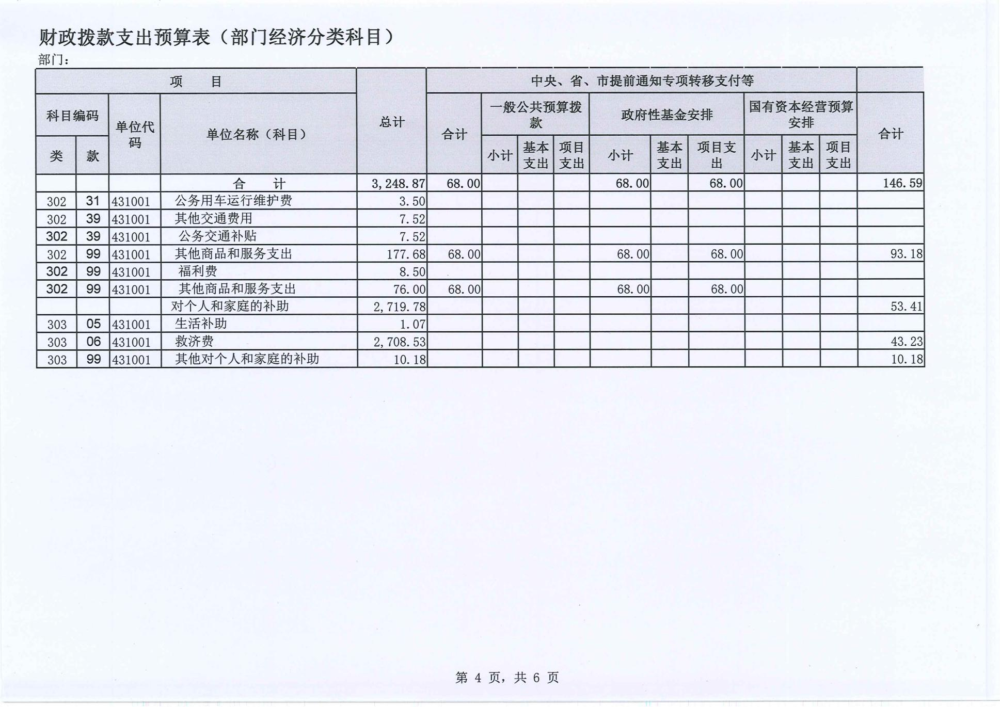 财政拨款支出预算表（部门经济分类科目）
部门：
项 目 总计 中央、省、市提前通知专项转移支付等
科目编码 单位代码 单位名称（科目） 合计 一般公共预算拨款 政府性基金安排 国有资本经营预算安排 合计
类 款 小计 基本支出 项目支出 小计 基本支出 项目支出 小计 基本支出 项目支出
合 计 3,248.87 68.00 68.00 68.00 146.59
302 31 431001 公务用车运行维护费 3.50
302 39 431001 其他交通费用 7.52
302 39 431001 公务交通补贴 7.52
302 99 431001 其他商品和服务支出 177.68 68.00 68.00 68.00 93.18
302 99 431001 福利费 8.50
302 99 431001 其他商品和服务支出 76.00 68.00 68.00 68.00
对个人和家庭的补助 2,719.78 53.41
303 05 431001 生活补助 1.07
303 06 431001 救济费 2,708.53 43.23
303 99 431001 其他对个人和家庭的补助 10.18 10.18
第 4 页，共 6 页